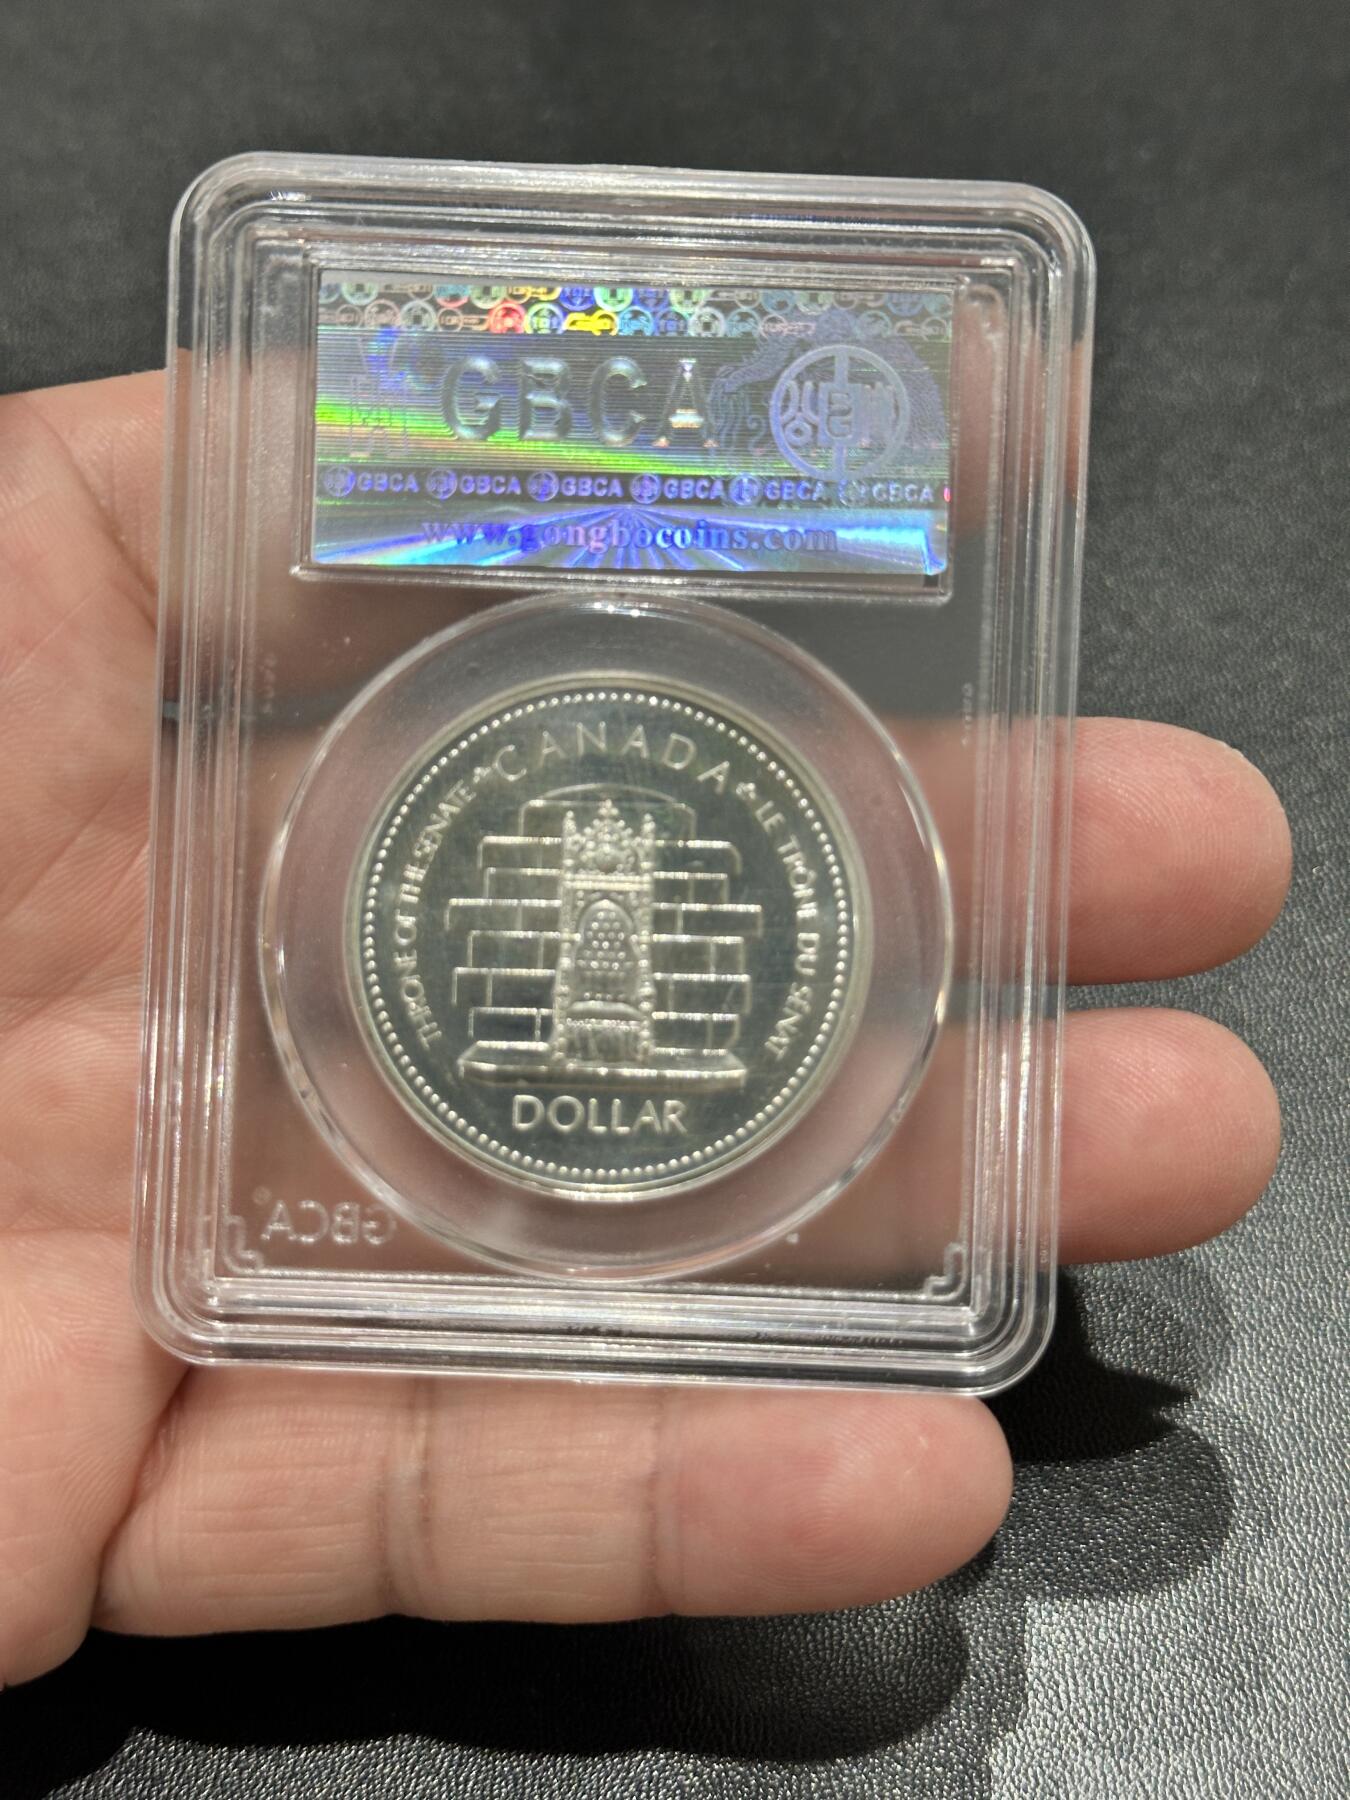 GBCA
GBCA GBCA GBCA GBCA GBCA GBCA
www.gongbocoins.com
CANADA
THRONE OF THE SENATE
LE TRÔNE DU SÉNAT
DOLLAR
GBCA